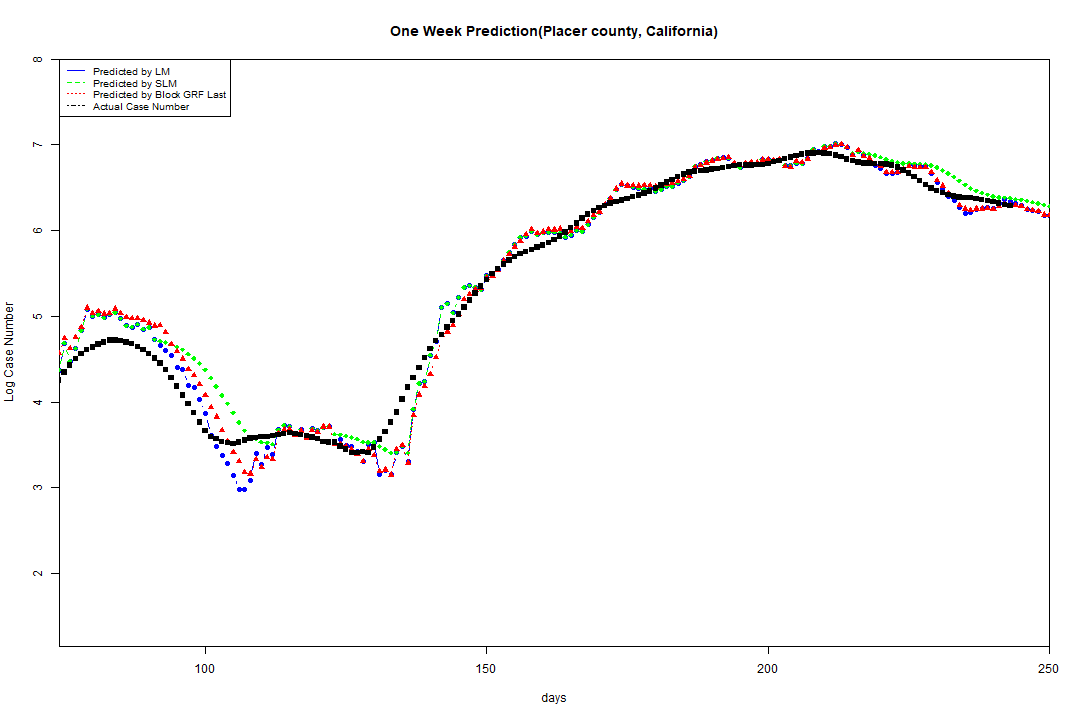 One Week Prediction(Placer county, California)
Predicted by LM
Predicted by SLM
Predicted by Block GRF Last
Actual Case Number
8
7
6
5
4
3
2
Log Case Number
100
150
200
250
days